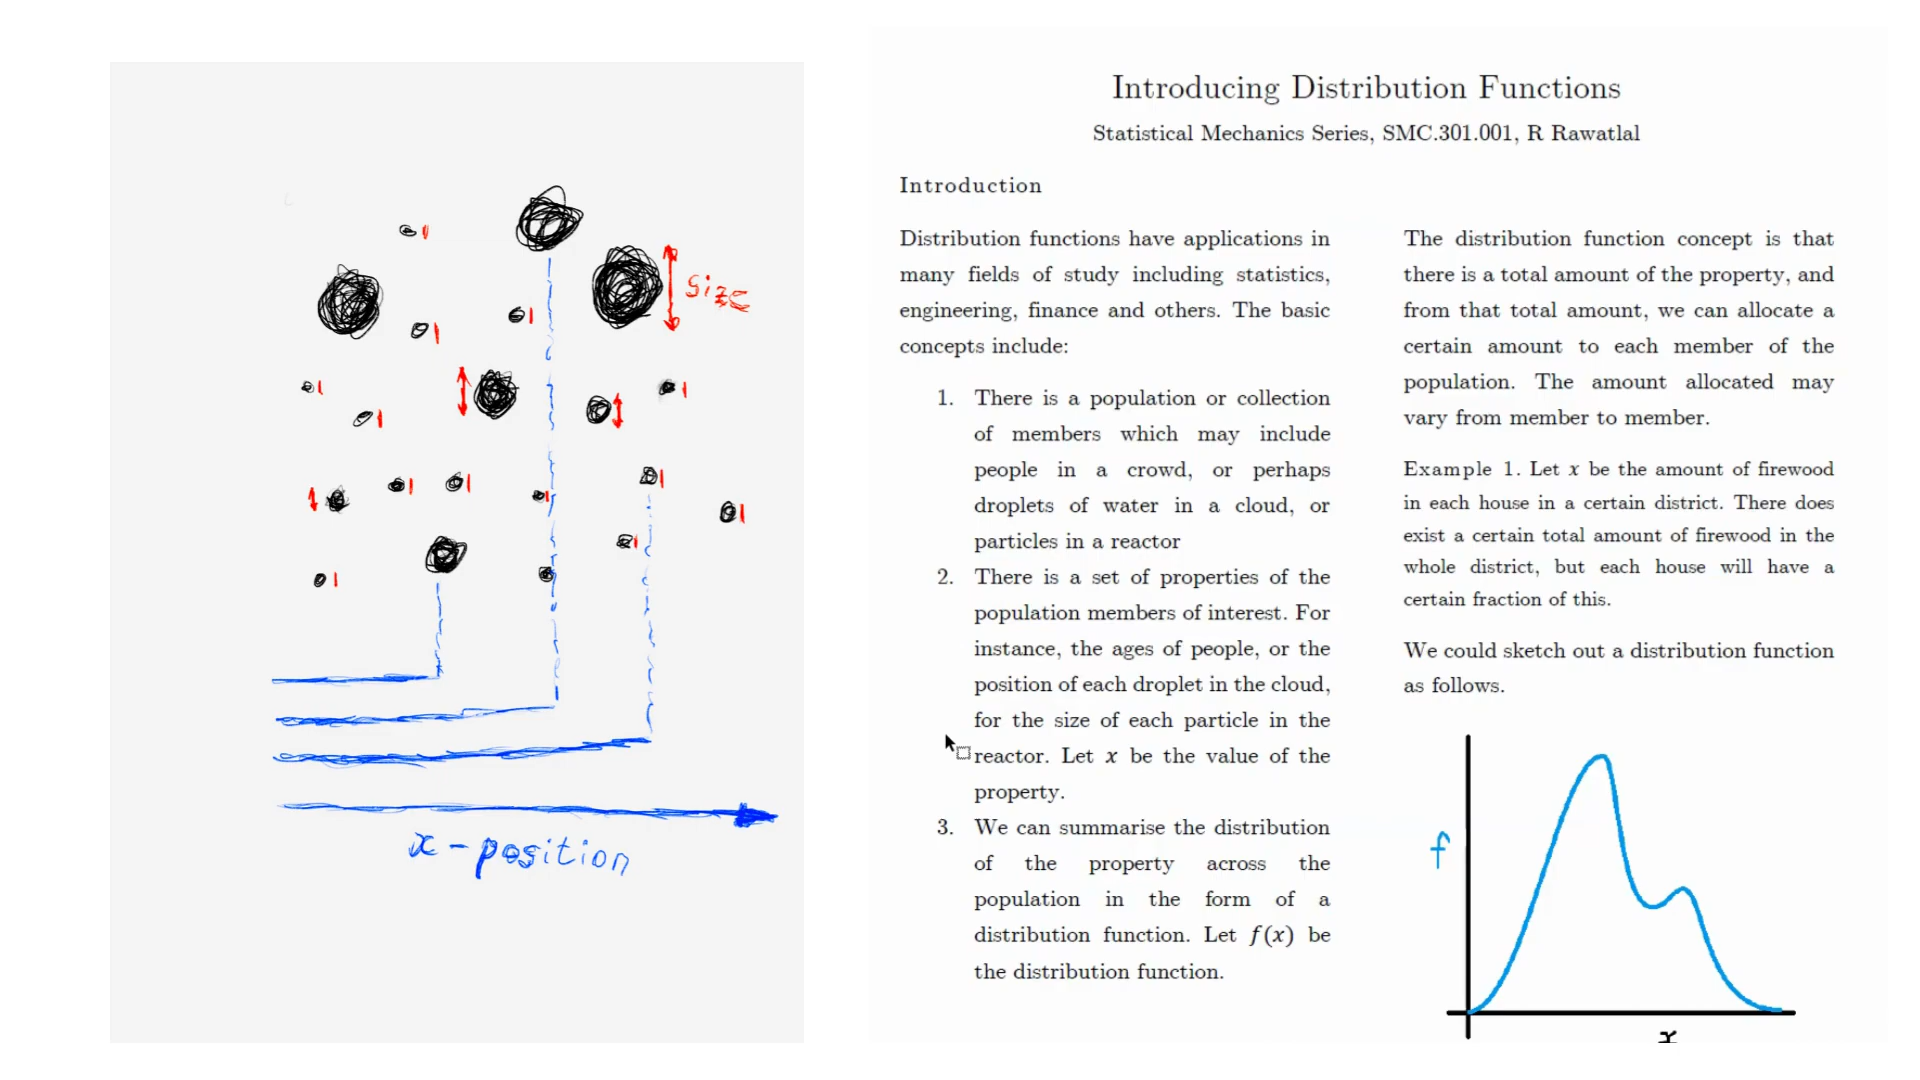 size
x - position
Introducing Distribution Functions
Statistical Mechanics Series, SMC.301.001, R Rawatlal
Introduction
Distribution functions have applications in
many fields of study including statistics,
engineering, finance and others. The basic
concepts include:
1. There is a population or collection
of members which may include
people in a crowd, or perhaps
droplets of water in a cloud, or
particles in a reactor
2. There is a set of properties of the
population members of interest. For
instance, the ages of people, or the
position of each droplet in the cloud,
for the size of each particle in the
reactor. Let x be the value of the
property.
3. We can summarise the distribution
of the property across the
population in the form of a
distribution function. Let f(x) be
the distribution function.
The distribution function concept is that
there is a total amount of the property, and
from that total amount, we can allocate a
certain amount to each member of the
population. The amount allocated may
vary from member to member.
Example 1. Let x be the amount of firewood
in each house in a certain district. There does
exist a certain total amount of firewood in the
whole district, but each house will have a
certain fraction of this.
We could sketch out a distribution function
as follows.
f
x